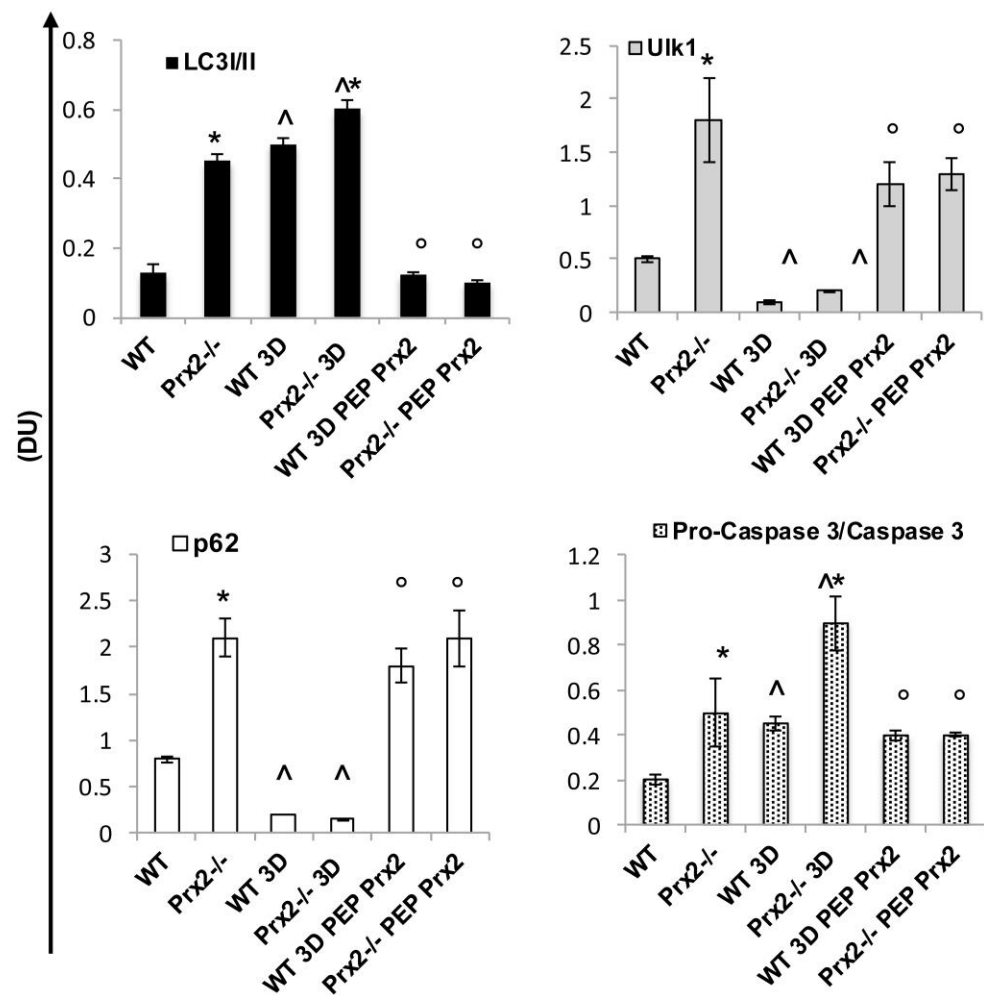 (DU)
LC3I/II
0.8
0.6
0.4
0.2
0
*
^
^*
°
°
WT
Prx2-/-
WT 3D
Prx2-/- 3D
WT 3D PEP Prx2
Prx2-/- PEP Prx2
Ulk1
2.5
2
1.5
1
0.5
0
*
^
^
°
°
WT
Prx2-/-
WT 3D
Prx2-/- 3D
WT 3D PEP Prx2
Prx2-/- PEP Prx2
p62
3
2.5
2
1.5
1
0.5
0
*
^
^
°
°
WT
Prx2-/-
WT 3D
Prx2-/- 3D
WT 3D PEP Prx2
Prx2-/- PEP Prx2
Pro-Caspase 3/Caspase 3
1.2
1
0.8
0.6
0.4
0.2
0
*
^
^*
°
°
WT
Prx2-/-
WT 3D
Prx2-/- 3D
WT 3D PEP Prx2
Prx2-/- PEP Prx2